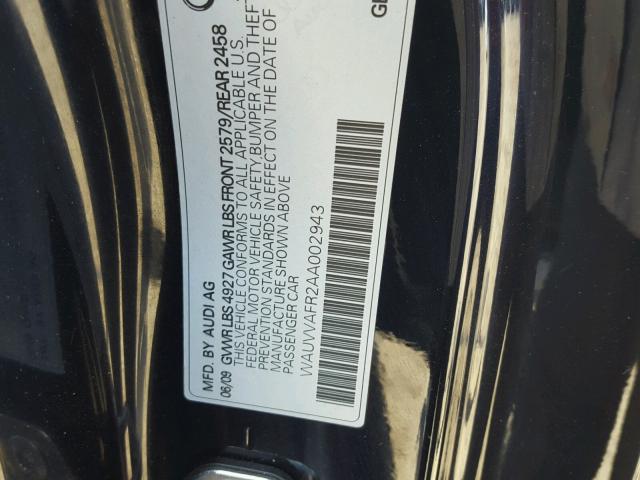 MFD. BY AUDI AG
06/09 GVWR LBS 4927 GAWR LBS FRONT 2579/REAR 2458
THIS VEHICLE CONFORMS TO ALL APPLICABLE U.S.
FEDERAL MOTOR VEHICLE SAFETY, BUMPER AND THEFT
PREVENTION STANDARDS IN EFFECT ON THE DATE OF
MANUFACTURE SHOWN ABOVE
PASSENGER CAR
WAUVVAFR2AA002943